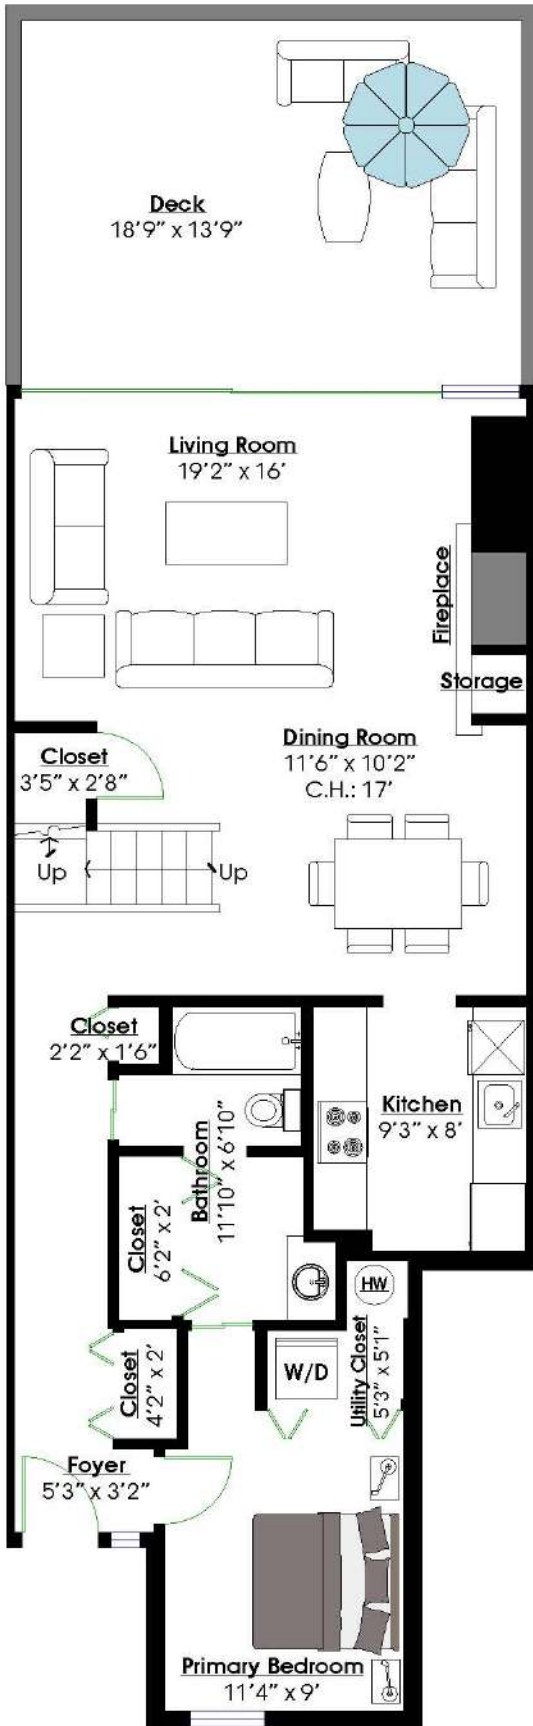 Deck
18'9" x 13'9"
Living Room
19'2" x 16'
Fireplace
Storage
Closet
3'5" x 2'8"
Dining Room
11'6" x 10'2"
C.H.: 17'
Up
Up
Closet
2'2" x 1'6"
Kitchen
9'3" x 8'
Bathroom
11'10" x 6'10"
Closet
6'2" x 2'
HW
Utility Closet
5'3" x 5'1"
W/D
Closet
4'2" x 2'
Foyer
5'3" x 3'2"
Primary Bedroom
11'4" x 9'